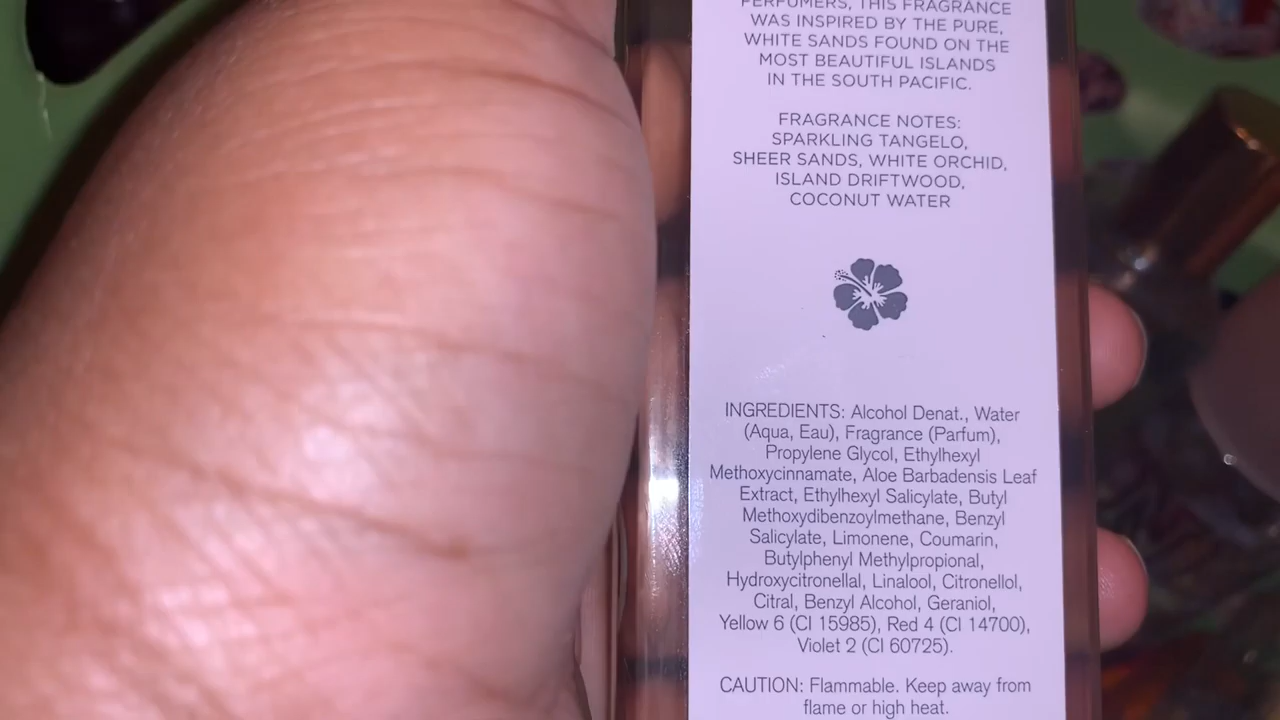 PERFUMERS, THIS FRAGRANCE
WAS INSPIRED BY THE PURE,
WHITE SANDS FOUND ON THE
MOST BEAUTIFUL ISLANDS
IN THE SOUTH PACIFIC.
FRAGRANCE NOTES:
SPARKLING TANGELO,
SHEER SANDS, WHITE ORCHID,
ISLAND DRIFTWOOD,
COCONUT WATER
INGREDIENTS: Alcohol Denat., Water
(Aqua, Eau), Fragrance (Parfum),
Propylene Glycol, Ethylhexyl
Methoxycinnamate, Aloe Barbadensis Leaf
Extract, Ethylhexyl Salicylate, Butyl
Methoxydibenzoylmethane, Benzyl
Salicylate, Limonene, Coumarin,
Butylphenyl Methylpropional,
Hydroxycitronellal, Linalool, Citronellol,
Citral, Benzyl Alcohol, Geraniol,
Yellow 6 (CI 15985), Red 4 (CI 14700),
Violet 2 (CI 60725).
CAUTION: Flammable. Keep away from
flame or high heat.